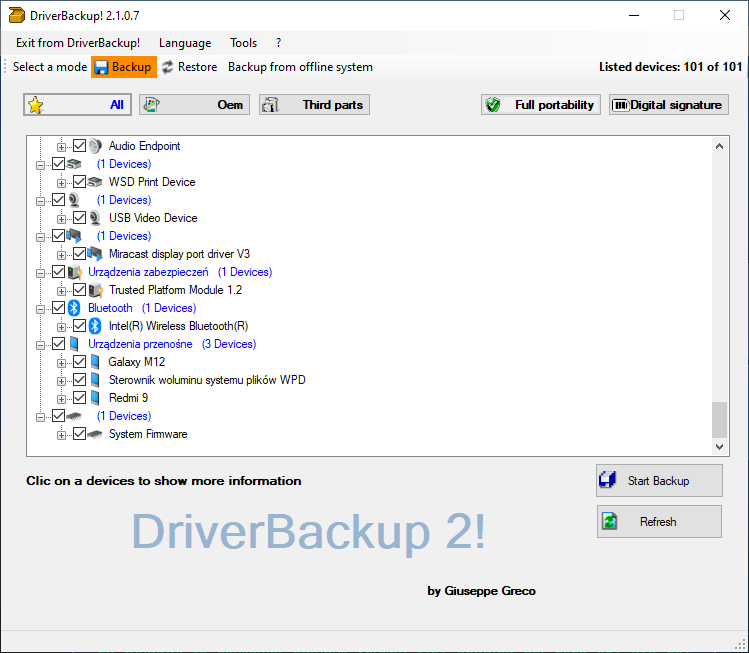 DriverBackup! 2.1.0.7
Exit from DriverBackup! Language Tools ?
Select a mode Backup Restore Backup from offline system Listed devices: 101 of 101
All Oem Third parts Full portability Digital signature
Audio Endpoint
(1 Devices)
WSD Print Device
(1 Devices)
USB Video Device
(1 Devices)
Miracast display port driver V3
Urządzenia zabezpieczeń (1 Devices)
Trusted Platform Module 1.2
Bluetooth (1 Devices)
Intel(R) Wireless Bluetooth(R)
Urządzenia przenośne (3 Devices)
Galaxy M12
Sterownik woluminu systemu plików WPD
Redmi 9
(1 Devices)
System Firmware
Clic on a devices to show more information
Start Backup
DriverBackup 2!
Refresh
by Giuseppe Greco